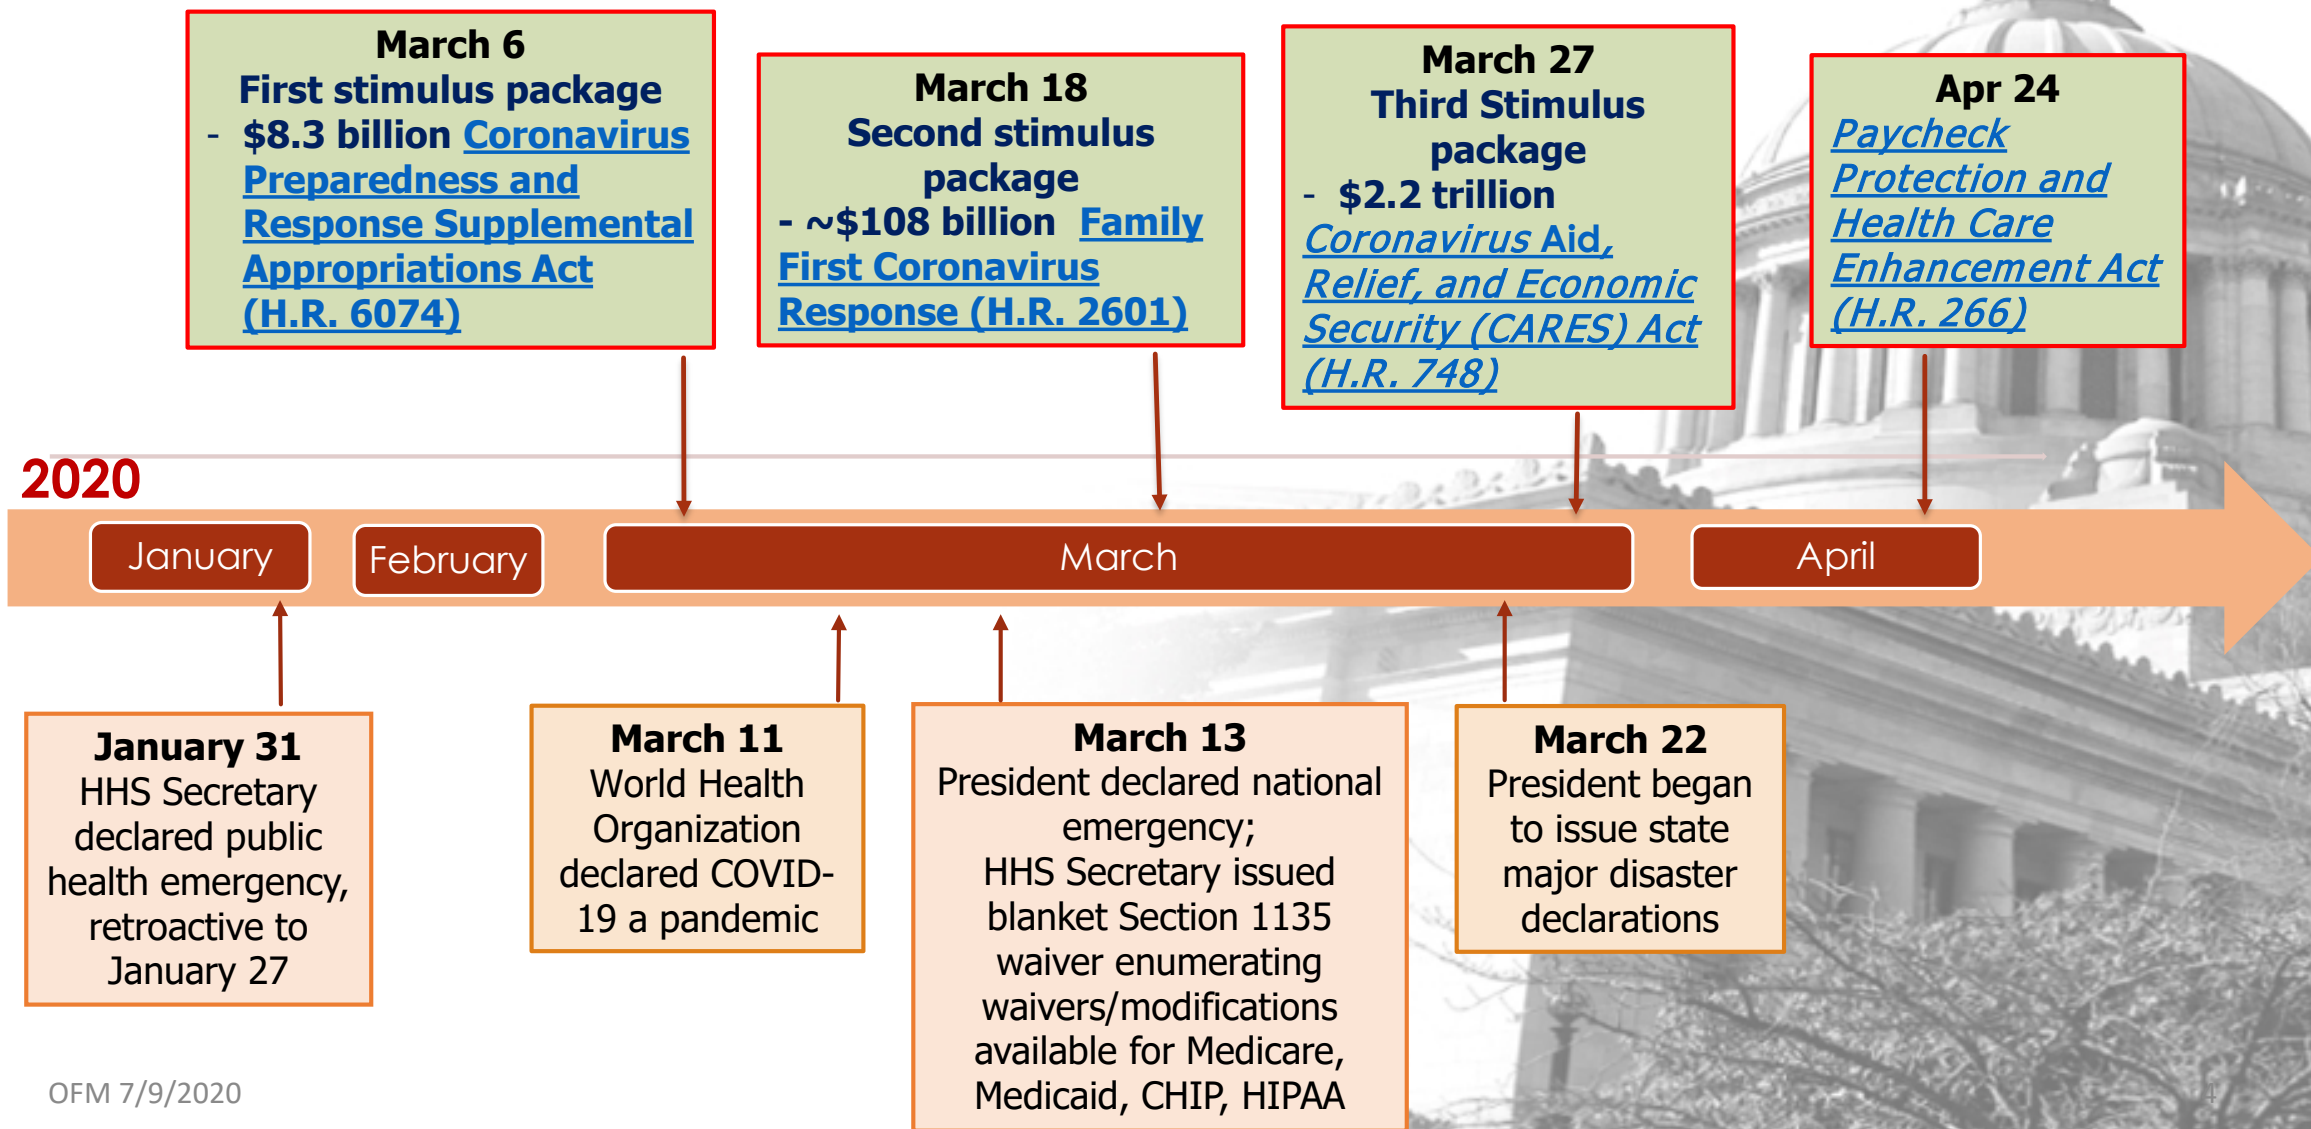 March 6
First stimulus package
- $8.3 billion Coronavirus
Preparedness and
Response Supplemental
Appropriations Act
(H.R. 6074)
March 18
Second stimulus
package
- ~$108 billion Family
First Coronavirus
Response (H.R. 2601)
March 27
Third Stimulus
package
- $2.2 trillion
Coronavirus Aid,
Relief, and Economic
Security (CARES) Act
(H.R. 748)
Apr 24
Paycheck
Protection and
Health Care
Enhancement Act
(H.R. 266)
2020
January
February
March
April
January 31
HHS Secretary
declared public
health emergency,
retroactive to
January 27
March 11
World Health
Organization
declared COVID-
19 a pandemic
March 13
President declared national
emergency;
HHS Secretary issued
blanket Section 1135
waiver enumerating
waivers/modifications
available for Medicare,
Medicaid, CHIP, HIPAA
March 22
President began
to issue state
major disaster
declarations
OFM 7/9/2020
4